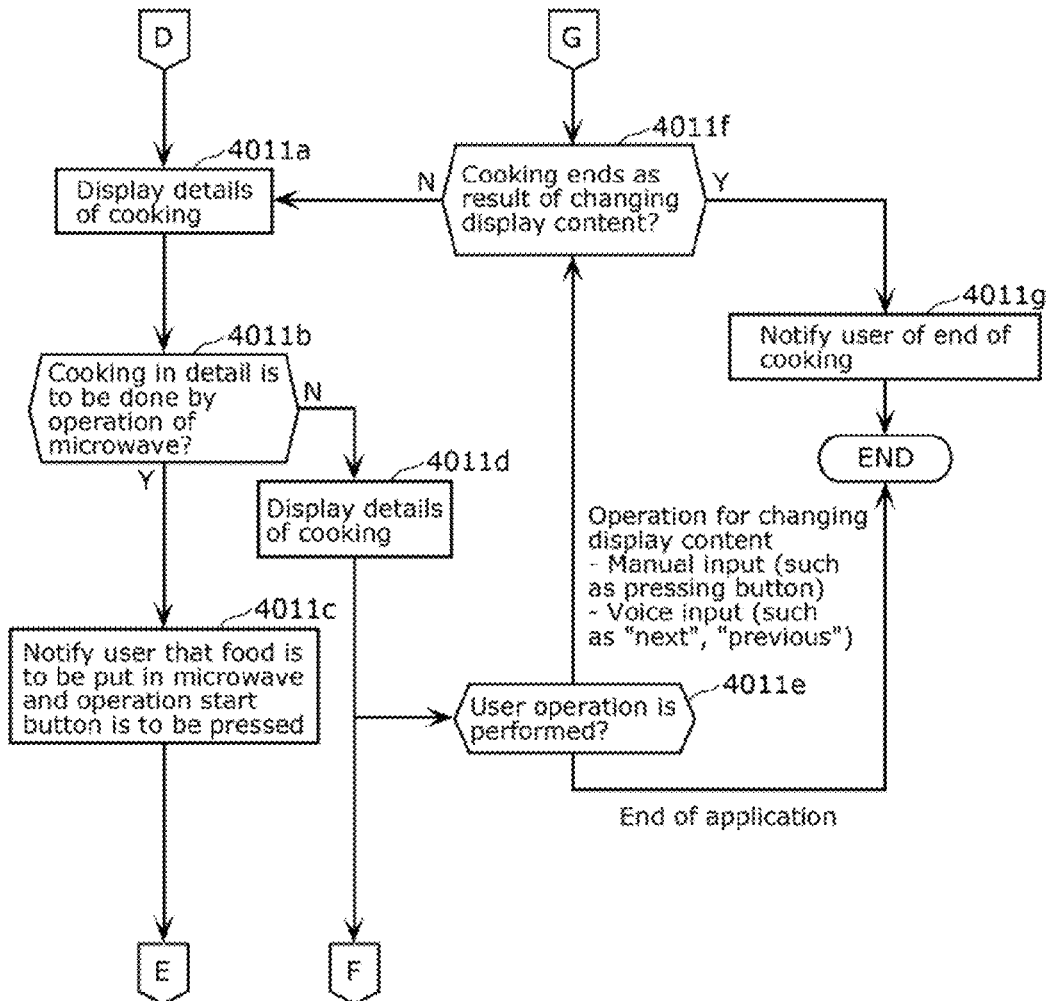 D
G
4011a
Display details
of cooking
4011f
N
Cooking ends as
result of changing
display content?
Y
4011b
Cooking in detail is
to be done by
operation of
microwave?
N
Y
4011g
Notify user of end of
cooking
END
4011d
Display details
of cooking
Operation for changing
display content
- Manual input (such
as pressing button)
- Voice input (such
as "next", "previous")
4011c
Notify user that food is
to be put in microwave
and operation start
button is to be pressed
4011e
User operation is
performed?
End of application
E
F